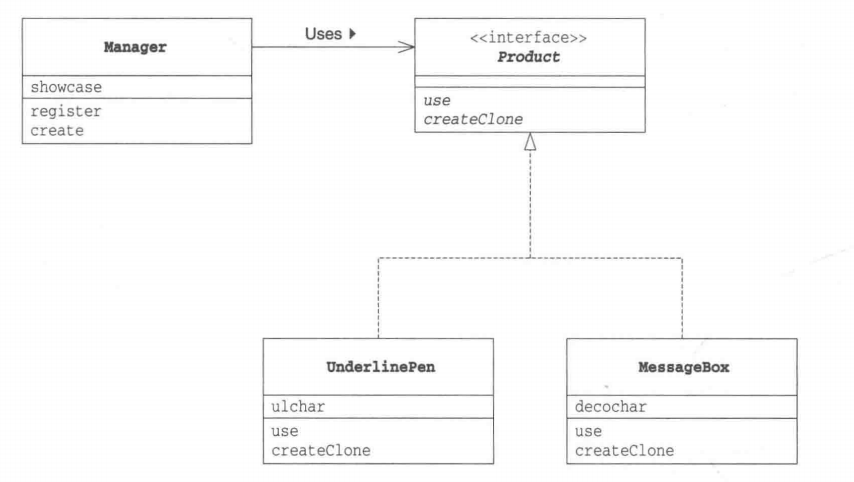 Manager
showcase
register
create
Uses ▶
<<interface>>
Product
use
createClone
UnderlinePen
ulchar
use
createClone
MessageBox
decochar
use
createClone